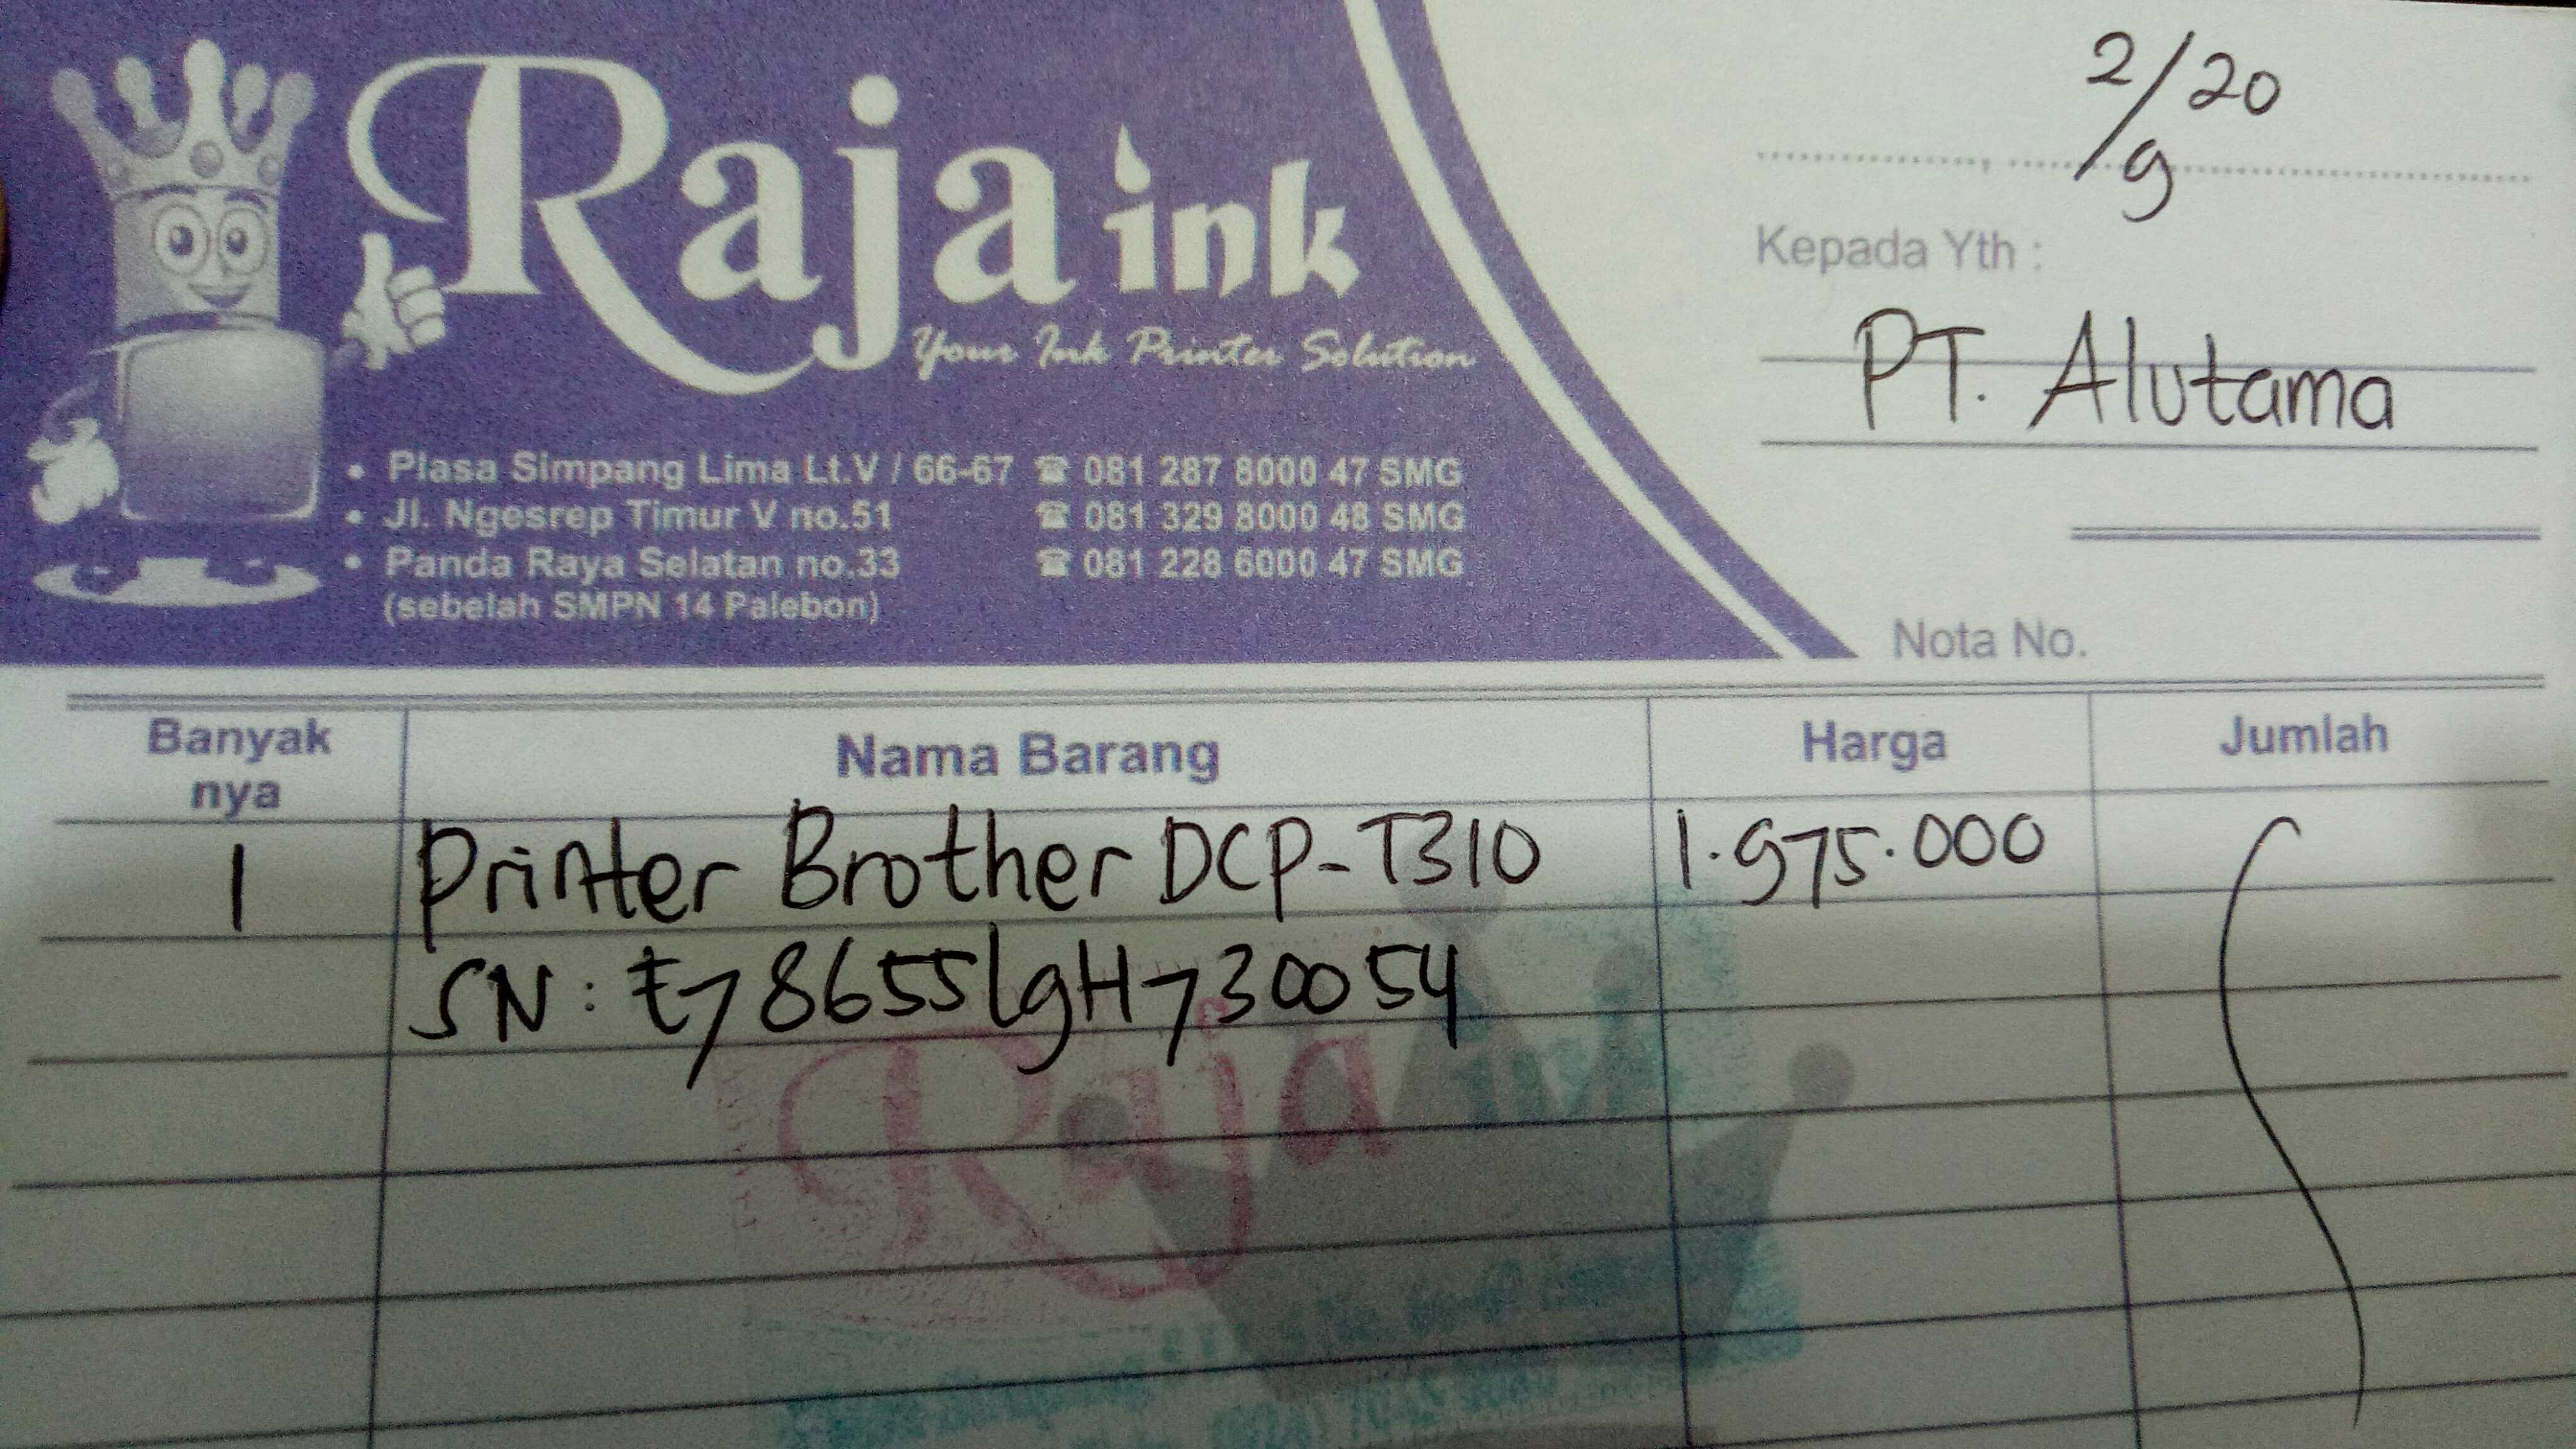 Raja ink
Your Ink Printer Solution
• Plasa Simpang Lima Lt.V / 66-67 ☎ 081 287 8000 47 SMG
• Jl. Ngesrep Timur V no.51 ☎ 081 329 8000 48 SMG
• Panda Raya Selatan no.33 ☎ 081 228 6000 47 SMG
(sebelah SMPN 14 Palebon)
2/9 20
Kepada Yth :
PT. Alutama
Nota No.
Banyak nya Nama Barang Harga Jumlah
1 Printer Brother DCP-T310 1.975.000
SN : E78655L9H730054
Raja ink